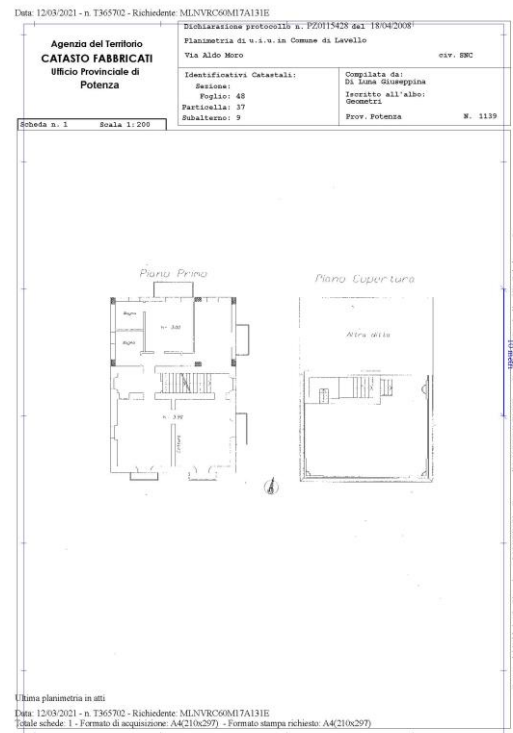 Data: 12/03/2021 - n. T365702 - Richiedente: MLNVRC60M17A131E
Agenzia del Territorio
CATASTO FABBRICATI
Ufficio Provinciale di
Potenza
Dichiarazione protocollo n. PZ0115428 del 18/04/2008
Planimetria di u.i.u.in Comune di Lavello
Via Aldo Moro civ. SNC
Identificativi Catastali:
Sezione:
Foglio: 48
Particella: 37
Subalterno: 9
Compilata da:
Di Luma Giuseppina
Iscritto all'albo:
Geometri
Prov. Potenza N. 1139
Scheda n. 1 Scala 1:200
Piano Primo
Piano Copertura
Bagno
H= 3.00
Bagno
Altra ditta
10 metri
Ultima planimetria in atti
Data: 12/03/2021 - n. T365702 - Richiedente: MLNVRC60M17A131E
Totale schede: 1 - Formato di acquisizione: A4(210x297) - Formato stampa richiesto: A4(210x297)